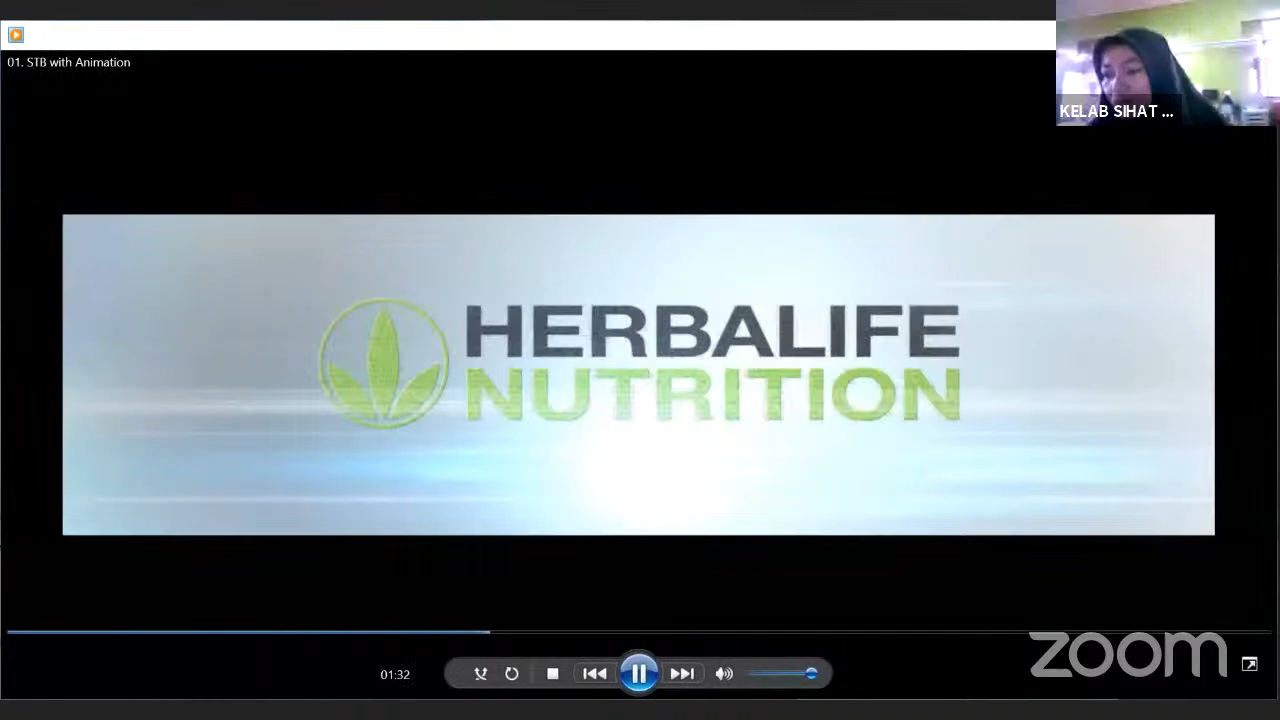 01. STB with Animation
KELAB SIHAT ...
HERBALIFE
NUTRITION
01:32
zoom